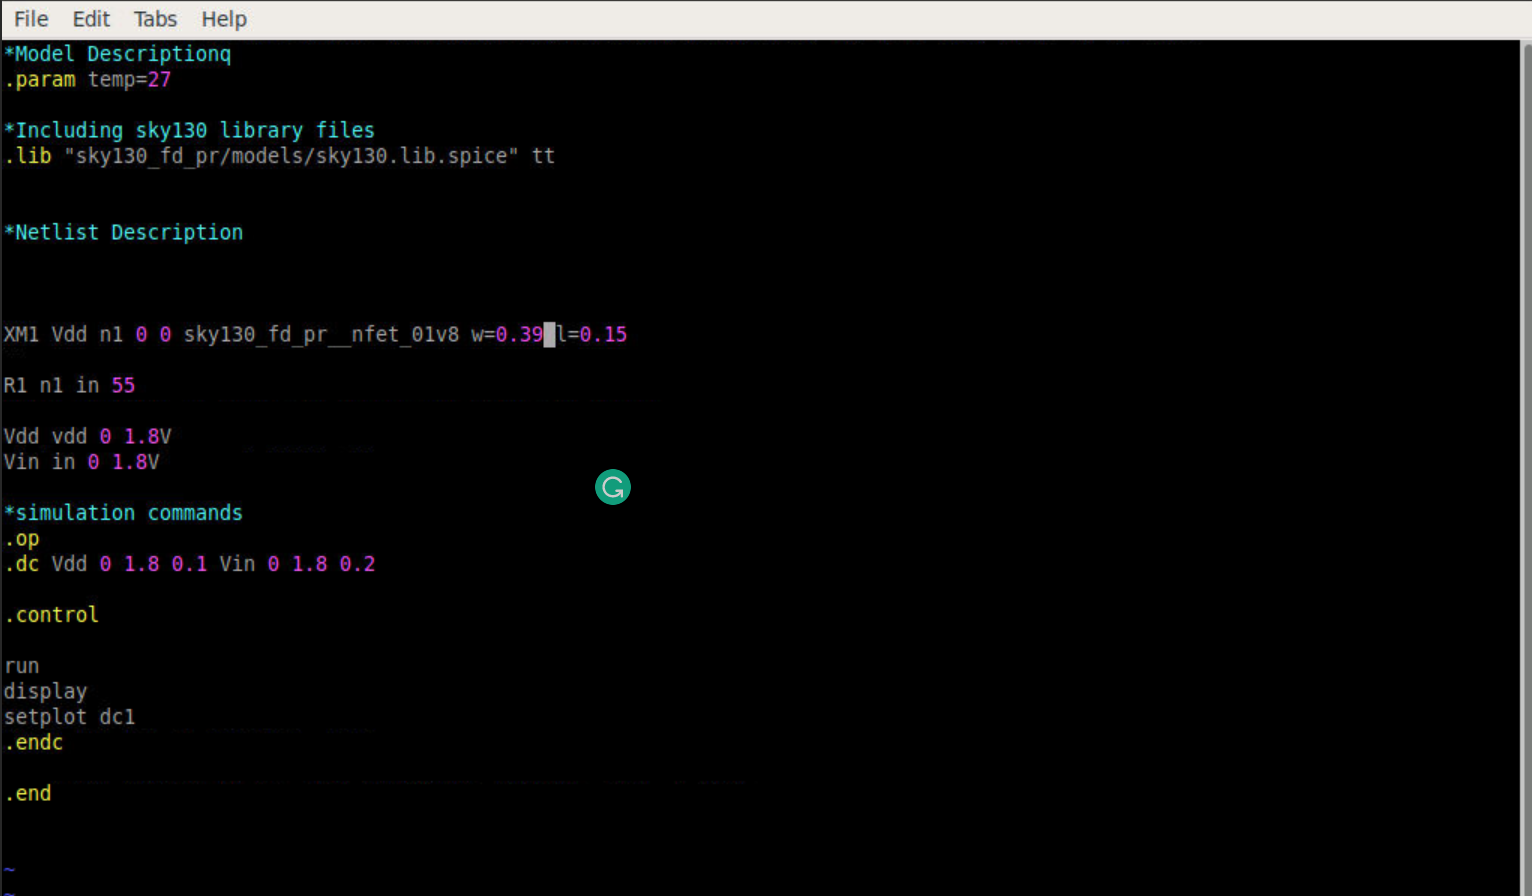 File Edit Tabs Help
*Model Descriptionq
.param temp=27
*Including sky130 library files
.lib "sky130_fd_pr/models/sky130.lib.spice" tt
*Netlist Description
XM1 Vdd n1 0 0 sky130_fd_pr__nfet_01v8 w=0.39 l=0.15
R1 n1 in 55
Vdd vdd 0 1.8V
Vin in 0 1.8V
*simulation commands
.op
.dc Vdd 0 1.8 0.1 Vin 0 1.8 0.2
.control
run
display
setplot dc1
.endc
.end
~
~